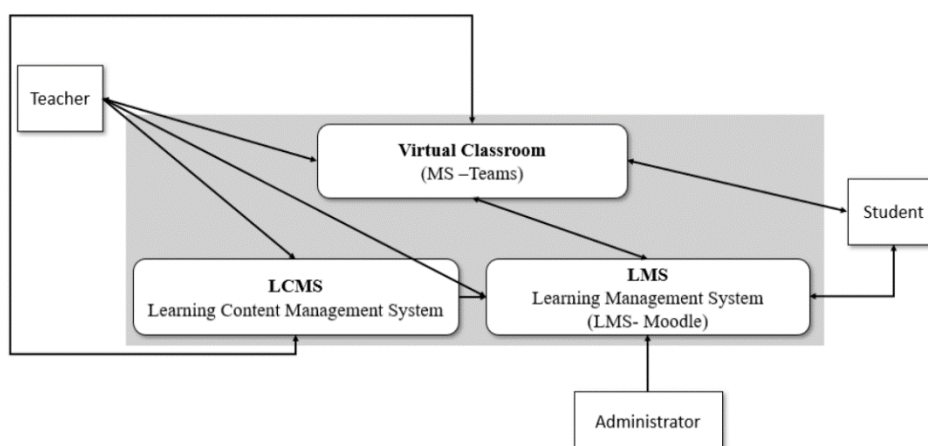 Teacher
Virtual Classroom
(MS –Teams)
Student
LCMS
Learning Content Management System
LMS
Learning Management System
(LMS- Moodle)
Administrator